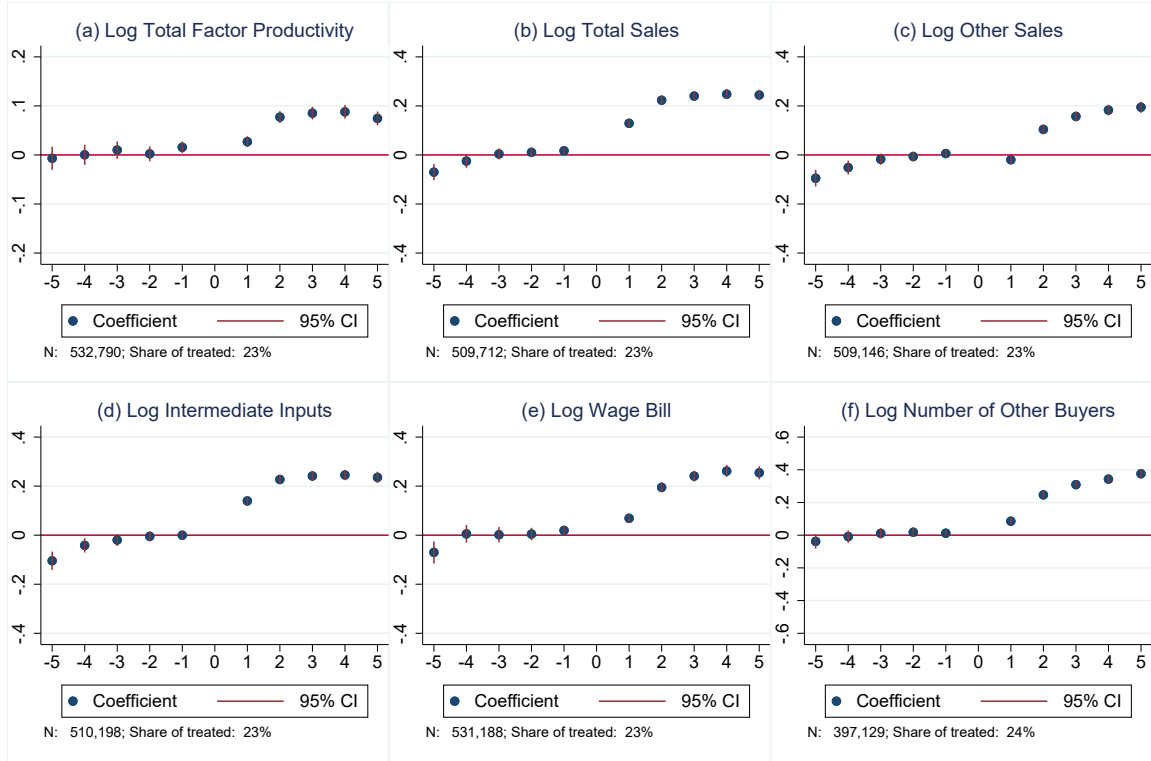 (a) Log Total Factor Productivity
.2
.1
0
-.1
-.2
-5 -4 -3 -2 -1 0 1 2 3 4 5
Coefficient 95% CI
N: 532,790; Share of treated: 23%
(b) Log Total Sales
.4
.2
0
-.2
-.4
-5 -4 -3 -2 -1 0 1 2 3 4 5
Coefficient 95% CI
N: 509,712; Share of treated: 23%
(c) Log Other Sales
.4
.2
0
-.2
-.4
-5 -4 -3 -2 -1 0 1 2 3 4 5
Coefficient 95% CI
N: 509,146; Share of treated: 23%
(d) Log Intermediate Inputs
.4
.2
0
-.2
-.4
-5 -4 -3 -2 -1 0 1 2 3 4 5
Coefficient 95% CI
N: 510,198; Share of treated: 23%
(e) Log Wage Bill
.4
.2
0
-.2
-.4
-5 -4 -3 -2 -1 0 1 2 3 4 5
Coefficient 95% CI
N: 531,188; Share of treated: 23%
(f) Log Number of Other Buyers
.6
.4
.2
0
-.2
-.4
-.6
-5 -4 -3 -2 -1 0 1 2 3 4 5
Coefficient 95% CI
N: 397,129; Share of treated: 24%